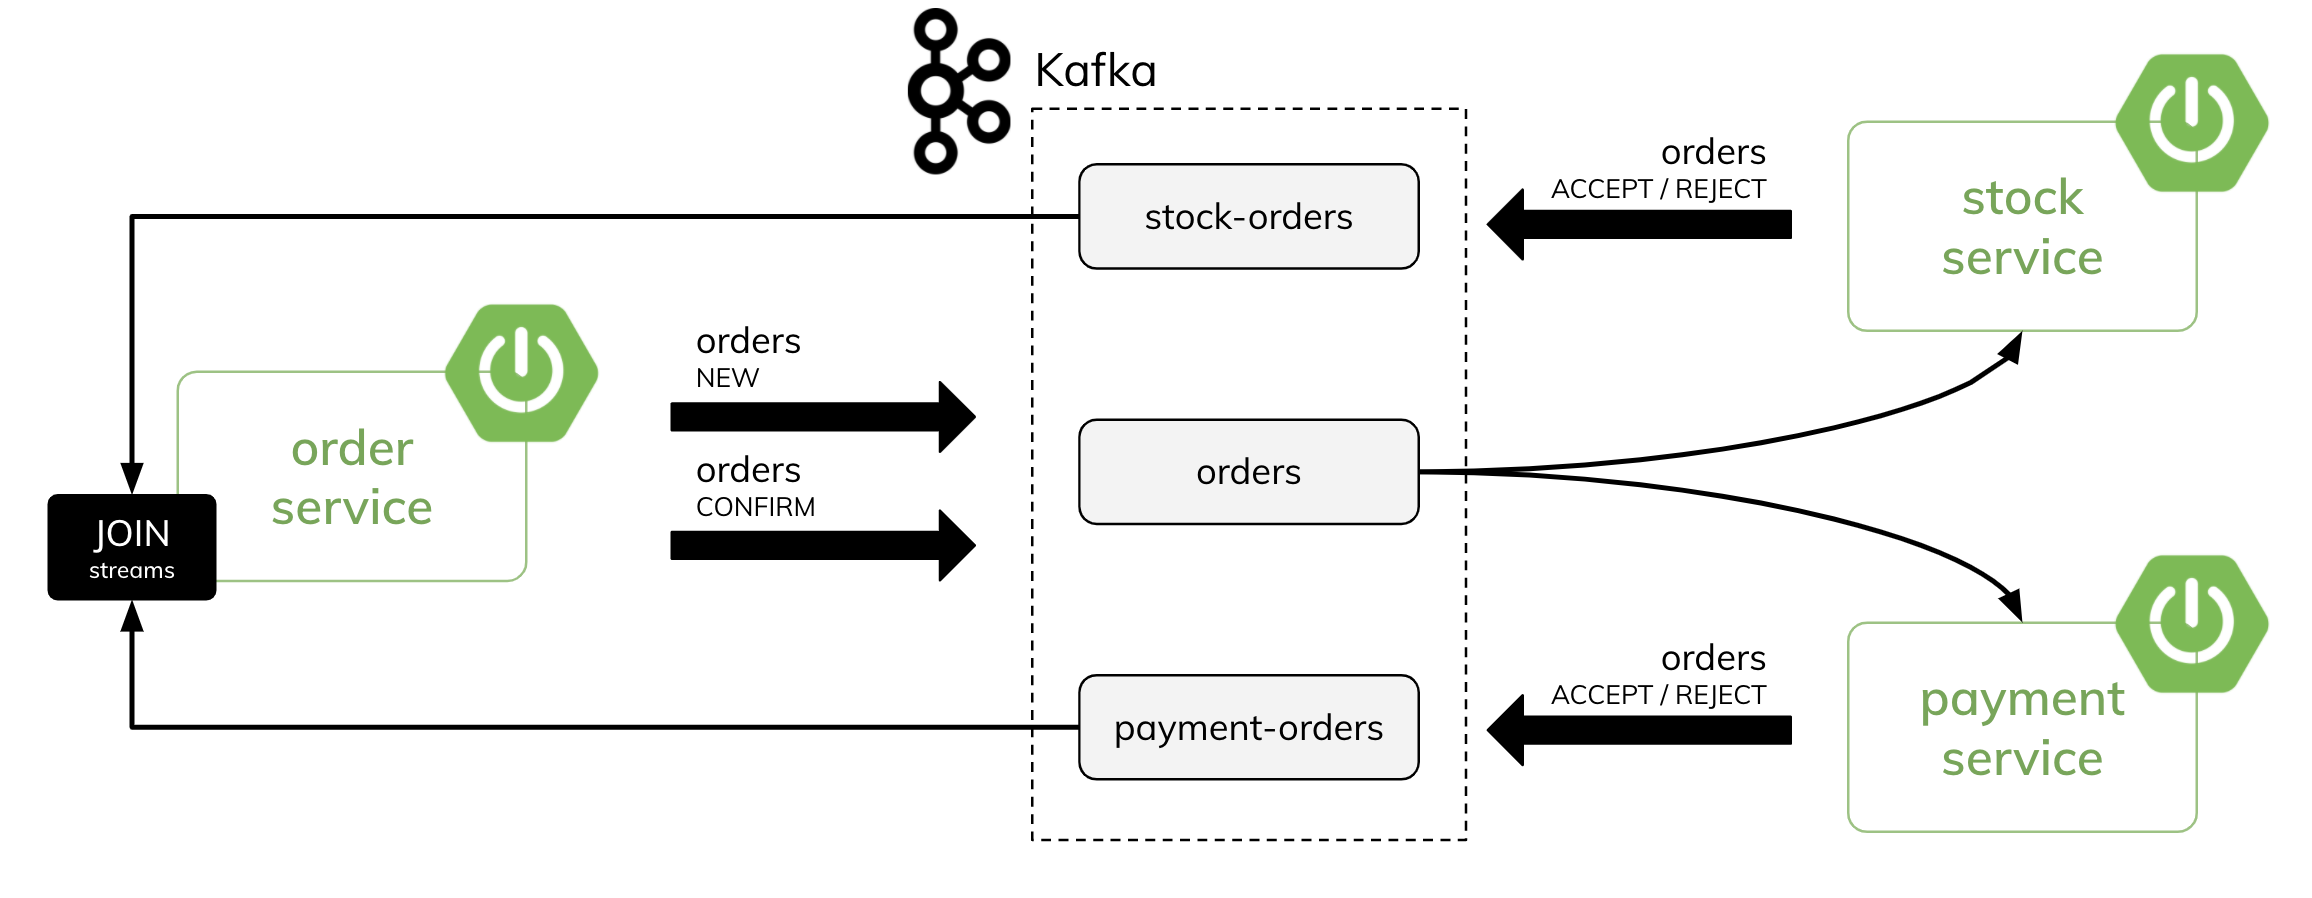 Kafka
orders
ACCEPT / REJECT
stock
service
stock-orders
orders
NEW
order
service
orders
CONFIRM
orders
JOIN
streams
orders
ACCEPT / REJECT
payment-orders
payment
service